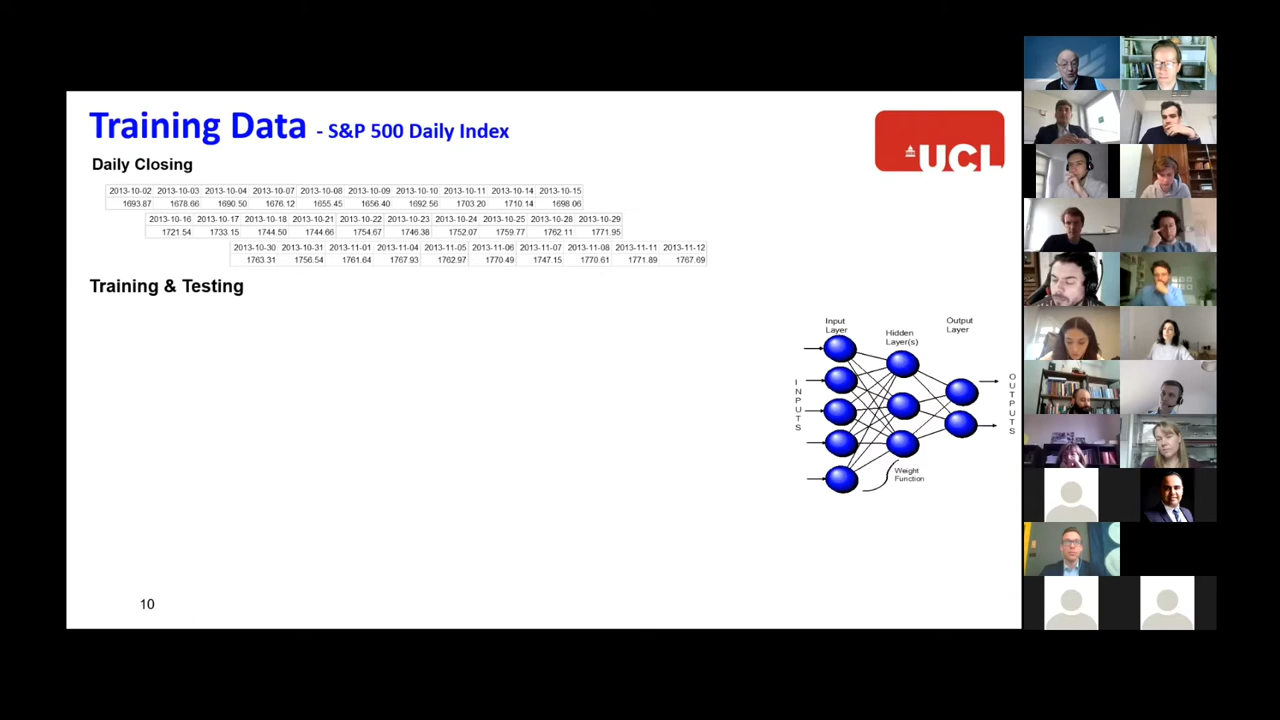 Training Data - S&P 500 Daily Index
UCL
Daily Closing
2013-10-02 2013-10-03 2013-10-04 2013-10-07 2013-10-08 2013-10-09 2013-10-10 2013-10-11 2013-10-14 2013-10-15
1693.87 1678.66 1690.50 1676.12 1655.45 1656.40 1692.56 1703.20 1710.14 1698.06
2013-10-16 2013-10-17 2013-10-18 2013-10-21 2013-10-22 2013-10-23 2013-10-24 2013-10-25 2013-10-28 2013-10-29
1721.54 1733.15 1744.50 1744.66 1754.67 1746.38 1752.07 1759.77 1762.11 1771.95
2013-10-30 2013-10-31 2013-11-01 2013-11-04 2013-11-05 2013-11-06 2013-11-07 2013-11-08 2013-11-11 2013-11-12
1763.31 1756.54 1761.64 1767.93 1762.97 1770.49 1747.15 1770.61 1771.89 1767.69
Training & Testing
Input
Layer
Hidden
Layer(s)
Output
Layer
INPUTS
OUTPUTS
Weight
Function
10